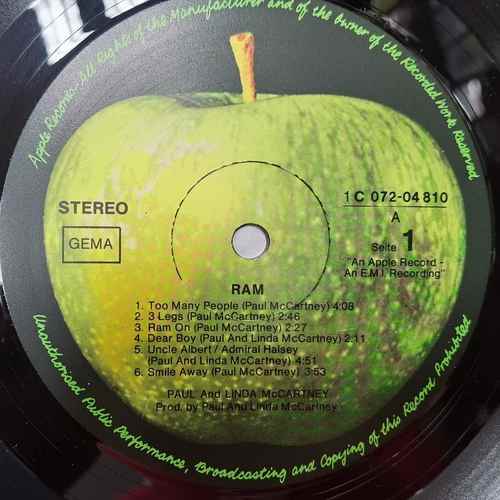 Apple Records. All Rights of the Manufacturer and of the Owner of the Recorded Work Reserved
STEREO
GEMA
1 C 072-04 810
A
Seite 1
"An Apple Record -
An E.M.I. Recording"
RAM
1. Too Many People (Paul McCartney) 4:08
2. 3 Legs (Paul McCartney) 2:46
3. Ram On (Paul McCartney) 2:27
4. Dear Boy (Paul And Linda McCartney) 2:11
5. Uncle Albert / Admiral Halsey
(Paul And Linda McCartney) 4:51
6. Smile Away (Paul McCartney) 3:53
PAUL And LINDA McCARTNEY
Prod. by Paul And Linda McCartney
Unauthorised Public Performance, Broadcasting and Copying of this Record Prohibited